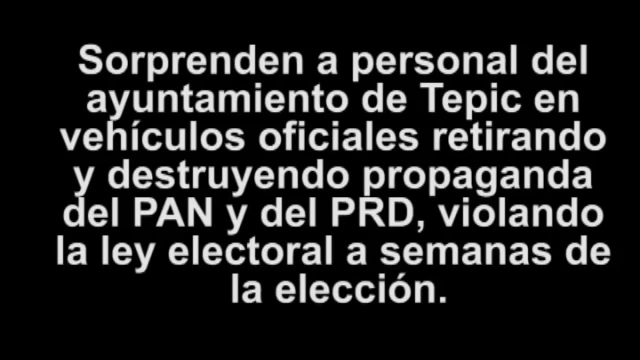 Sorprenden a personal del
ayuntamiento de Tepic en
vehículos oficiales retirando
y destruyendo propaganda
del PAN y del PRD, violando
la ley electoral a semanas de
la elección.